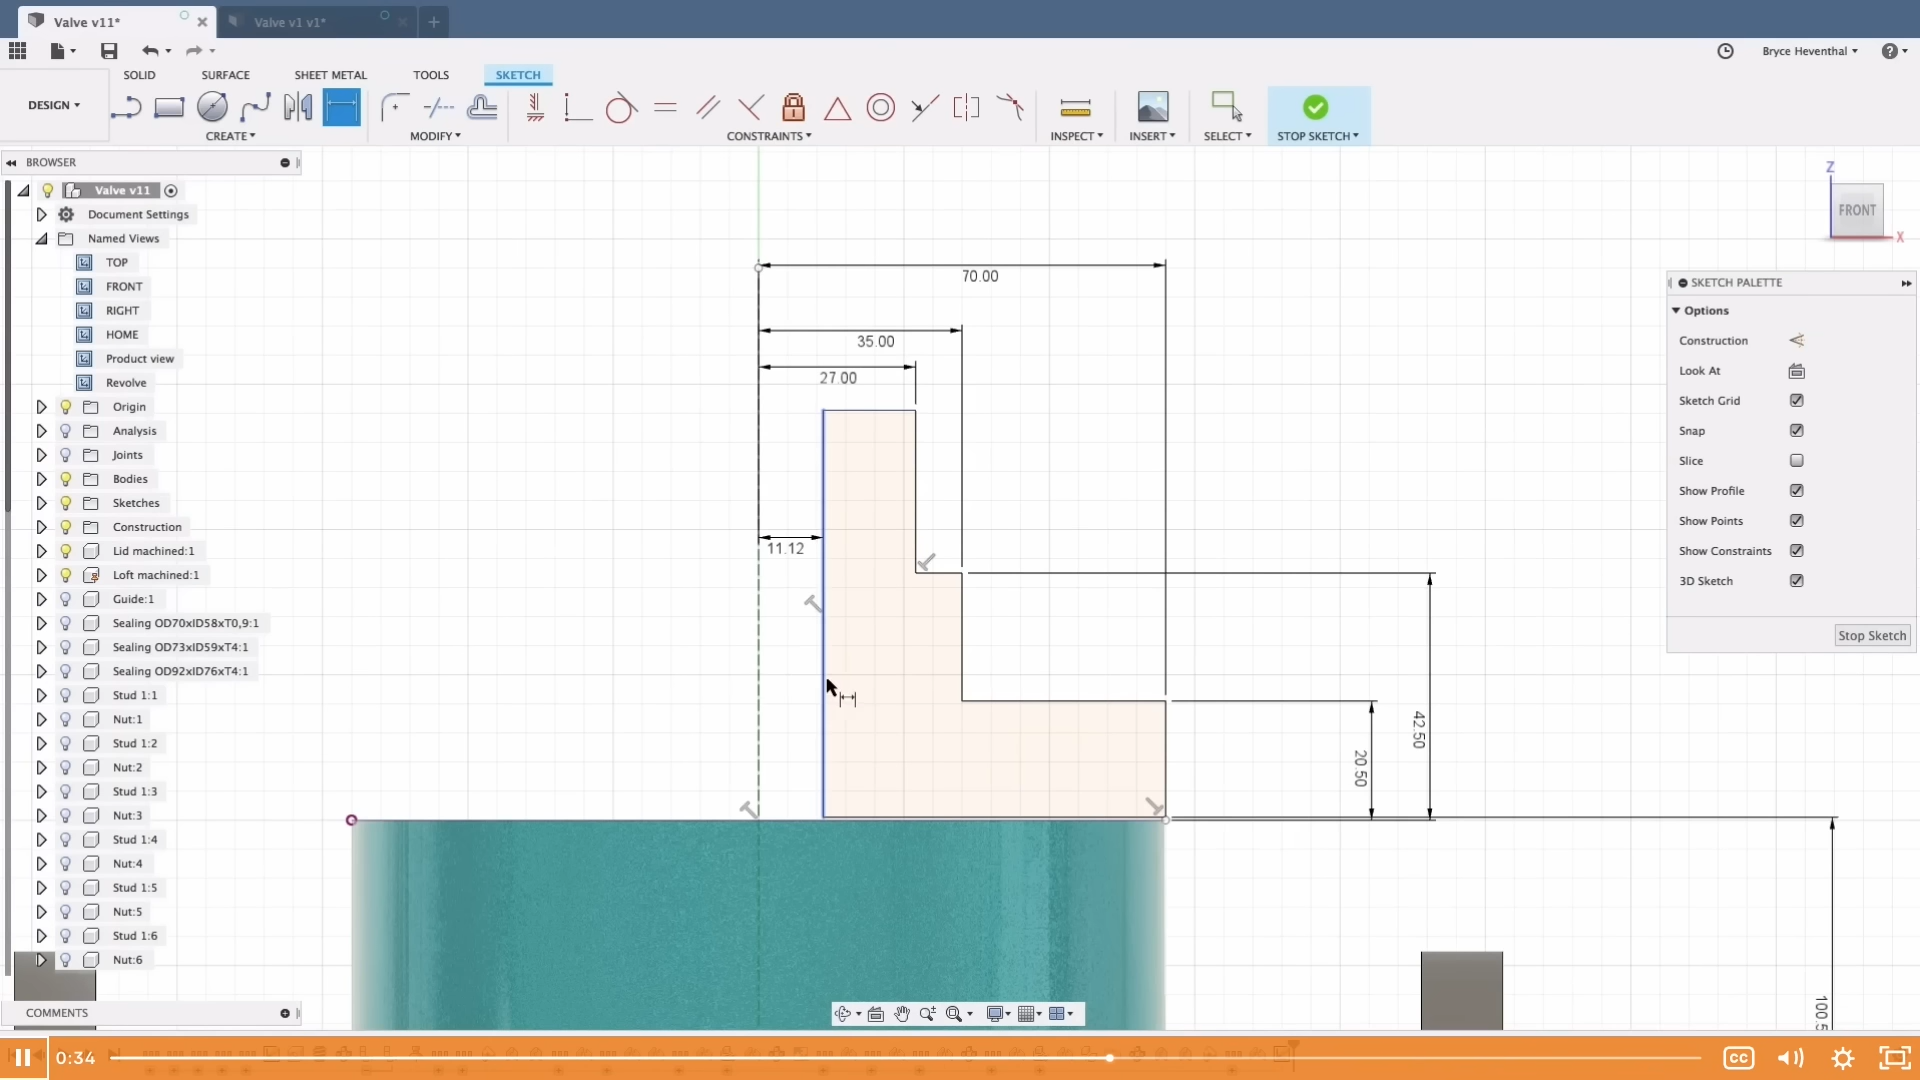 Valve v11*
Valve v1 v1*
Bryce Heventhal
SOLID
SURFACE
SHEET METAL
TOOLS
SKETCH
DESIGN
CREATE
MODIFY
CONSTRAINTS
INSPECT
INSERT
SELECT
STOP SKETCH
BROWSER
Valve v11
Document Settings
Named Views
TOP
FRONT
RIGHT
HOME
Product view
Revolve
Origin
Analysis
Joints
Bodies
Sketches
Construction
Lid machined:1
Loft machined:1
Guide:1
Sealing OD70xID58xT0,9:1
Sealing OD73xID59xT4:1
Sealing OD92xID76xT4:1
Stud 1:1
Nut:1
Stud 1:2
Nut:2
Stud 1:3
Nut:3
Stud 1:4
Nut:4
Stud 1:5
Nut:5
Stud 1:6
Nut:6
COMMENTS
70.00
35.00
27.00
11.12
42.50
20.50
100.5
Z
FRONT
X
SKETCH PALETTE
Options
Construction
Look At
Sketch Grid
Snap
Slice
Show Profile
Show Points
Show Constraints
3D Sketch
Stop Sketch
0:34
CC